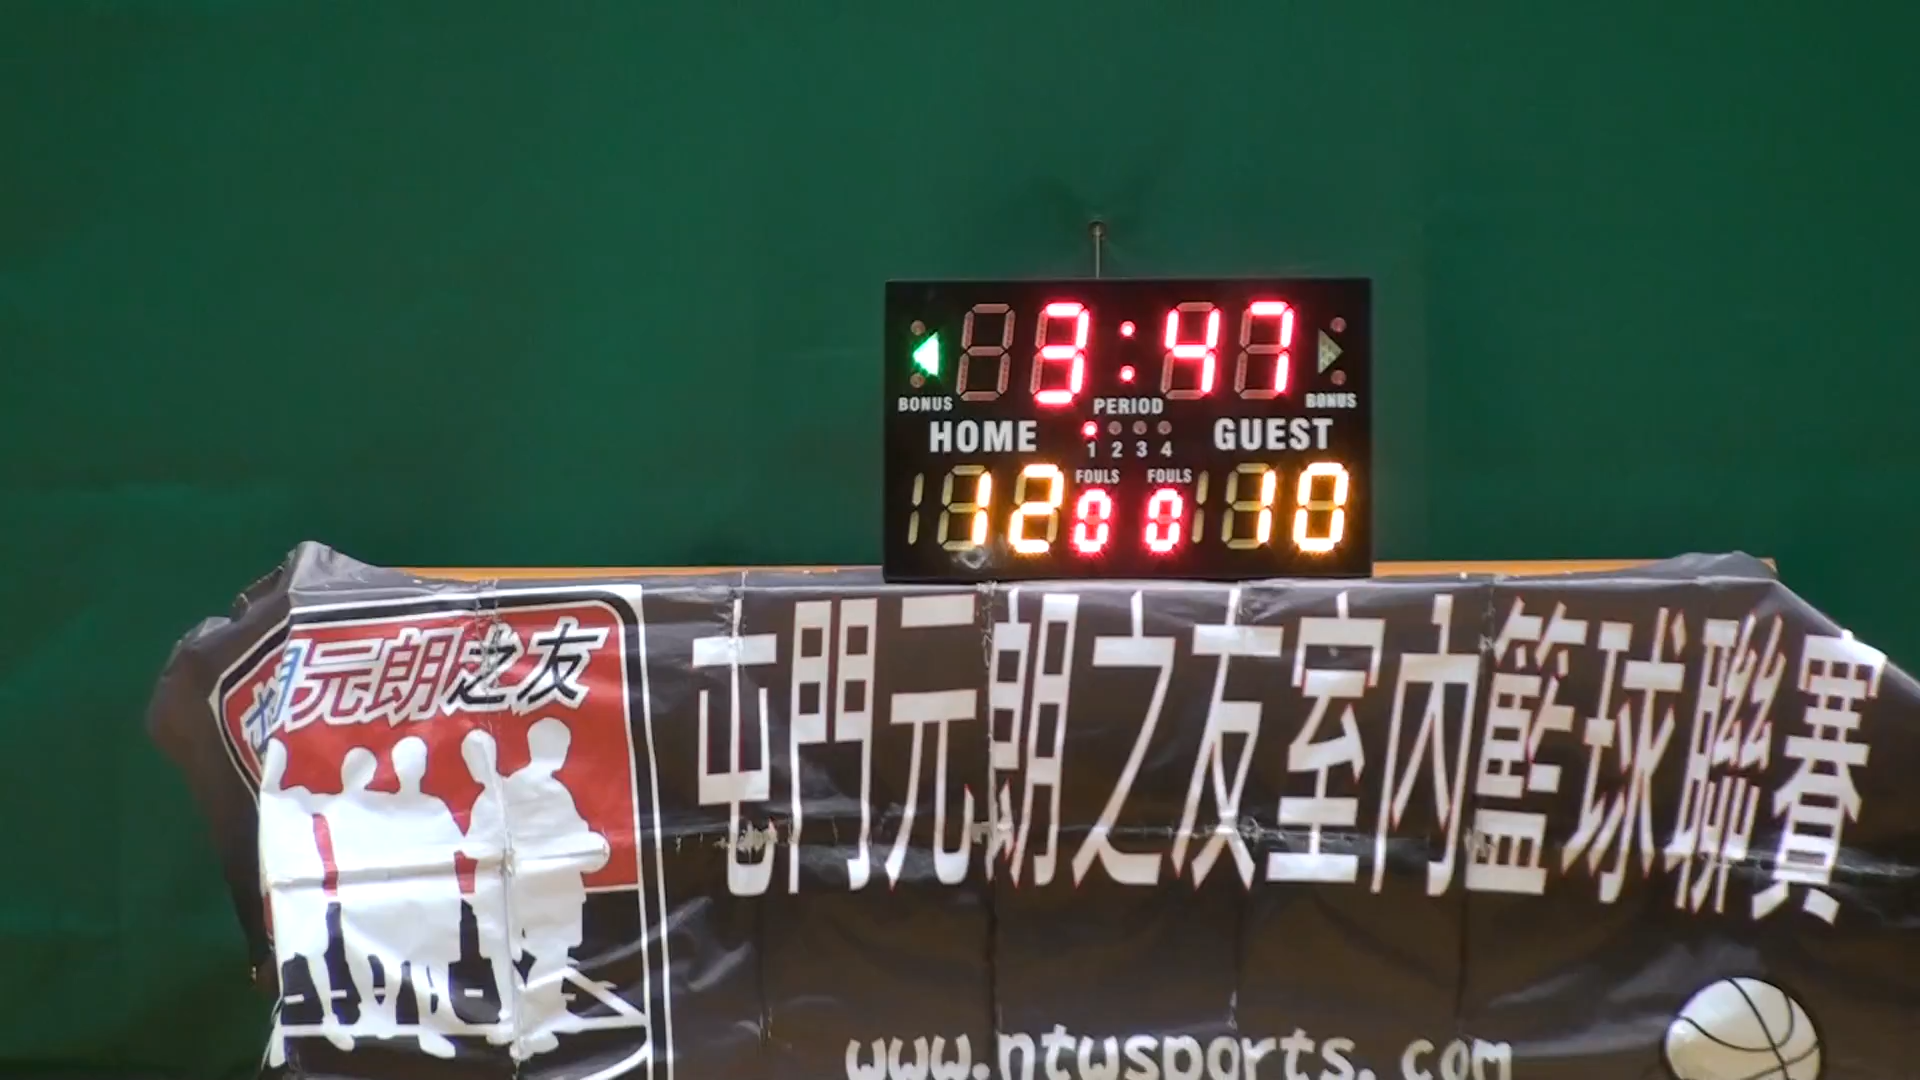 3:47
BONUS PERIOD BONUS
HOME GUEST
1 2 3 4
FOULS FOULS
12 0 0 10
元朗之友
屯門元朗之友室內籃球聯賽
www.ntwsports.com